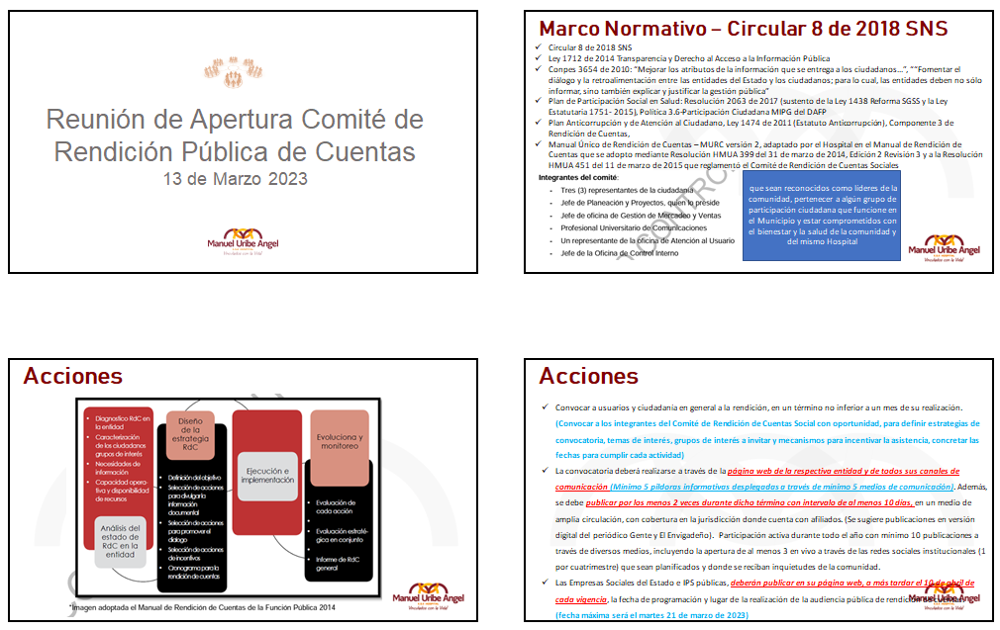 Reunión de Apertura Comité de
Rendición Pública de Cuentas
13 de Marzo 2023
Manuel Uribe Angel
Vinculados con la Vida!
Marco Normativo – Circular 8 de 2018 SNS
✓ Circular 8 de 2018 SNS
✓ Ley 1712 de 2014 Transparencia y Derecho al Acceso a la Información Pública
✓ Conpes 3654 de 2010: “Mejorar los atributos de la información que se entrega a los ciudadanos…”, ““Fomentar el
diálogo y la retroalimentación entre las entidades del Estado y los ciudadanos; para lo cual, las entidades deben no sólo
informar, sino también explicar y justificar la gestión pública”
✓ Plan de Participación Social en Salud: Resolución 2063 de 2017 (sustento de la Ley 1438 Reforma SGSS y la Ley
Estatutaria 1751- 2015), Política 3.6-Participación Ciudadana MIPG del DAFP
✓ Plan Anticorrupción y de Atención al Ciudadano, Ley 1474 de 2011 (Estatuto Anticorrupción), Componente 3 de
Rendición de Cuentas,
✓ Manual Único de Rendición de Cuentas – MURC versión 2, adaptado por el Hospital en el Manual de Rendición de
Cuentas que se adopto mediante Resolución HMUA 399 del 31 de marzo de 2014, Edición 2 Revisión 3 y a la Resolución
HMUA 451 del 11 de marzo de 2015 que reglamentó el Comité de Rendición de Cuentas Sociales
Integrantes del comité:
- Tres (3) representantes de la ciudadanía
- Jefe de Planeación y Proyectos, quien lo preside
- Jefe de oficina de Gestión de Mercadeo y Ventas
- Profesional Universitario de Comunicaciones
- Un representante de la oficina de Atención al Usuario
- Jefe de la Oficina de Control Interno
que sean reconocidos como líderes de la
comunidad, pertenecer a algún grupo de
participación ciudadana que funcione en
el Municipio y estar comprometidos con
el bienestar y la salud de la comunidad y
del mismo Hospital
Manuel Uribe Angel
Vinculados con la Vida!
Acciones
• Diagnostico RdC en
la entidad
• Caracterización
de los ciudadanos
grupos de interés
• Necesidades de
información
• Capacidad opera-
tiva y disponibilidad
de recursos
Análisis del
estado de
RdC en la
entidad
Diseño
de la
estrategia
RdC
• Definición del objetivo
• Selección de acciones
para divulgar la
información
documental
• Selección de acciones
para promover el
dialogo
• Selección de acciones
de incentivos
• Cronograma para la
rendición de cuentas
Ejecución e
implementación
Evoluciona y
monitoreo
• Evaluación de
cada acción
• Evaluación estraté-
gica en conjunto
• Informe de RdC
general
*Imagen adoptada el Manual de Rendición de Cuentas de la Función Pública 2014
Manuel Uribe Angel
Vinculados con la Vida!
Acciones
✓ Convocar a usuarios y ciudadanía en general a la rendición, en un término no inferior a un mes de su realización.
(Convocar a los integrantes del Comité de Rendición de Cuentas Social con oportunidad, para definir estrategias de
convocatoria, temas de interés, grupos de interés a invitar y mecanismos para incentivar la asistencia, concretar las
fechas para cumplir cada actividad)
✓ La convocatoria deberá realizarse a través de la página web de la respectiva entidad y de todos sus canales de
comunicación (Mínimo 5 píldoras informativas desplegadas a través de mínimo 5 medios de comunicación). Además,
se debe publicar por los menos 2 veces durante dicho término con intervalo de al menos 10 días, en un medio de
amplia circulación, con cobertura en la jurisdicción donde cuenta con afiliados. (Se sugiere publicaciones en versión
digital del periódico Gente y El Envigadeño). Participación activa durante todo el año con mínimo 10 publicaciones a
través de diversos medios, incluyendo la apertura de al menos 3 en vivo a través de las redes sociales institucionales (1
por cuatrimestre) que sean planificados y donde se reciban inquietudes de la comunidad.
✓ Las Empresas Sociales del Estado e IPS públicas, deberán publicar en su página web, a más tardar el 10 de abril de
cada vigencia, la fecha de programación y lugar de la realización de la audiencia pública de rendición
(fecha máxima será el martes 21 de marzo de 2023)
Manuel Uribe Angel